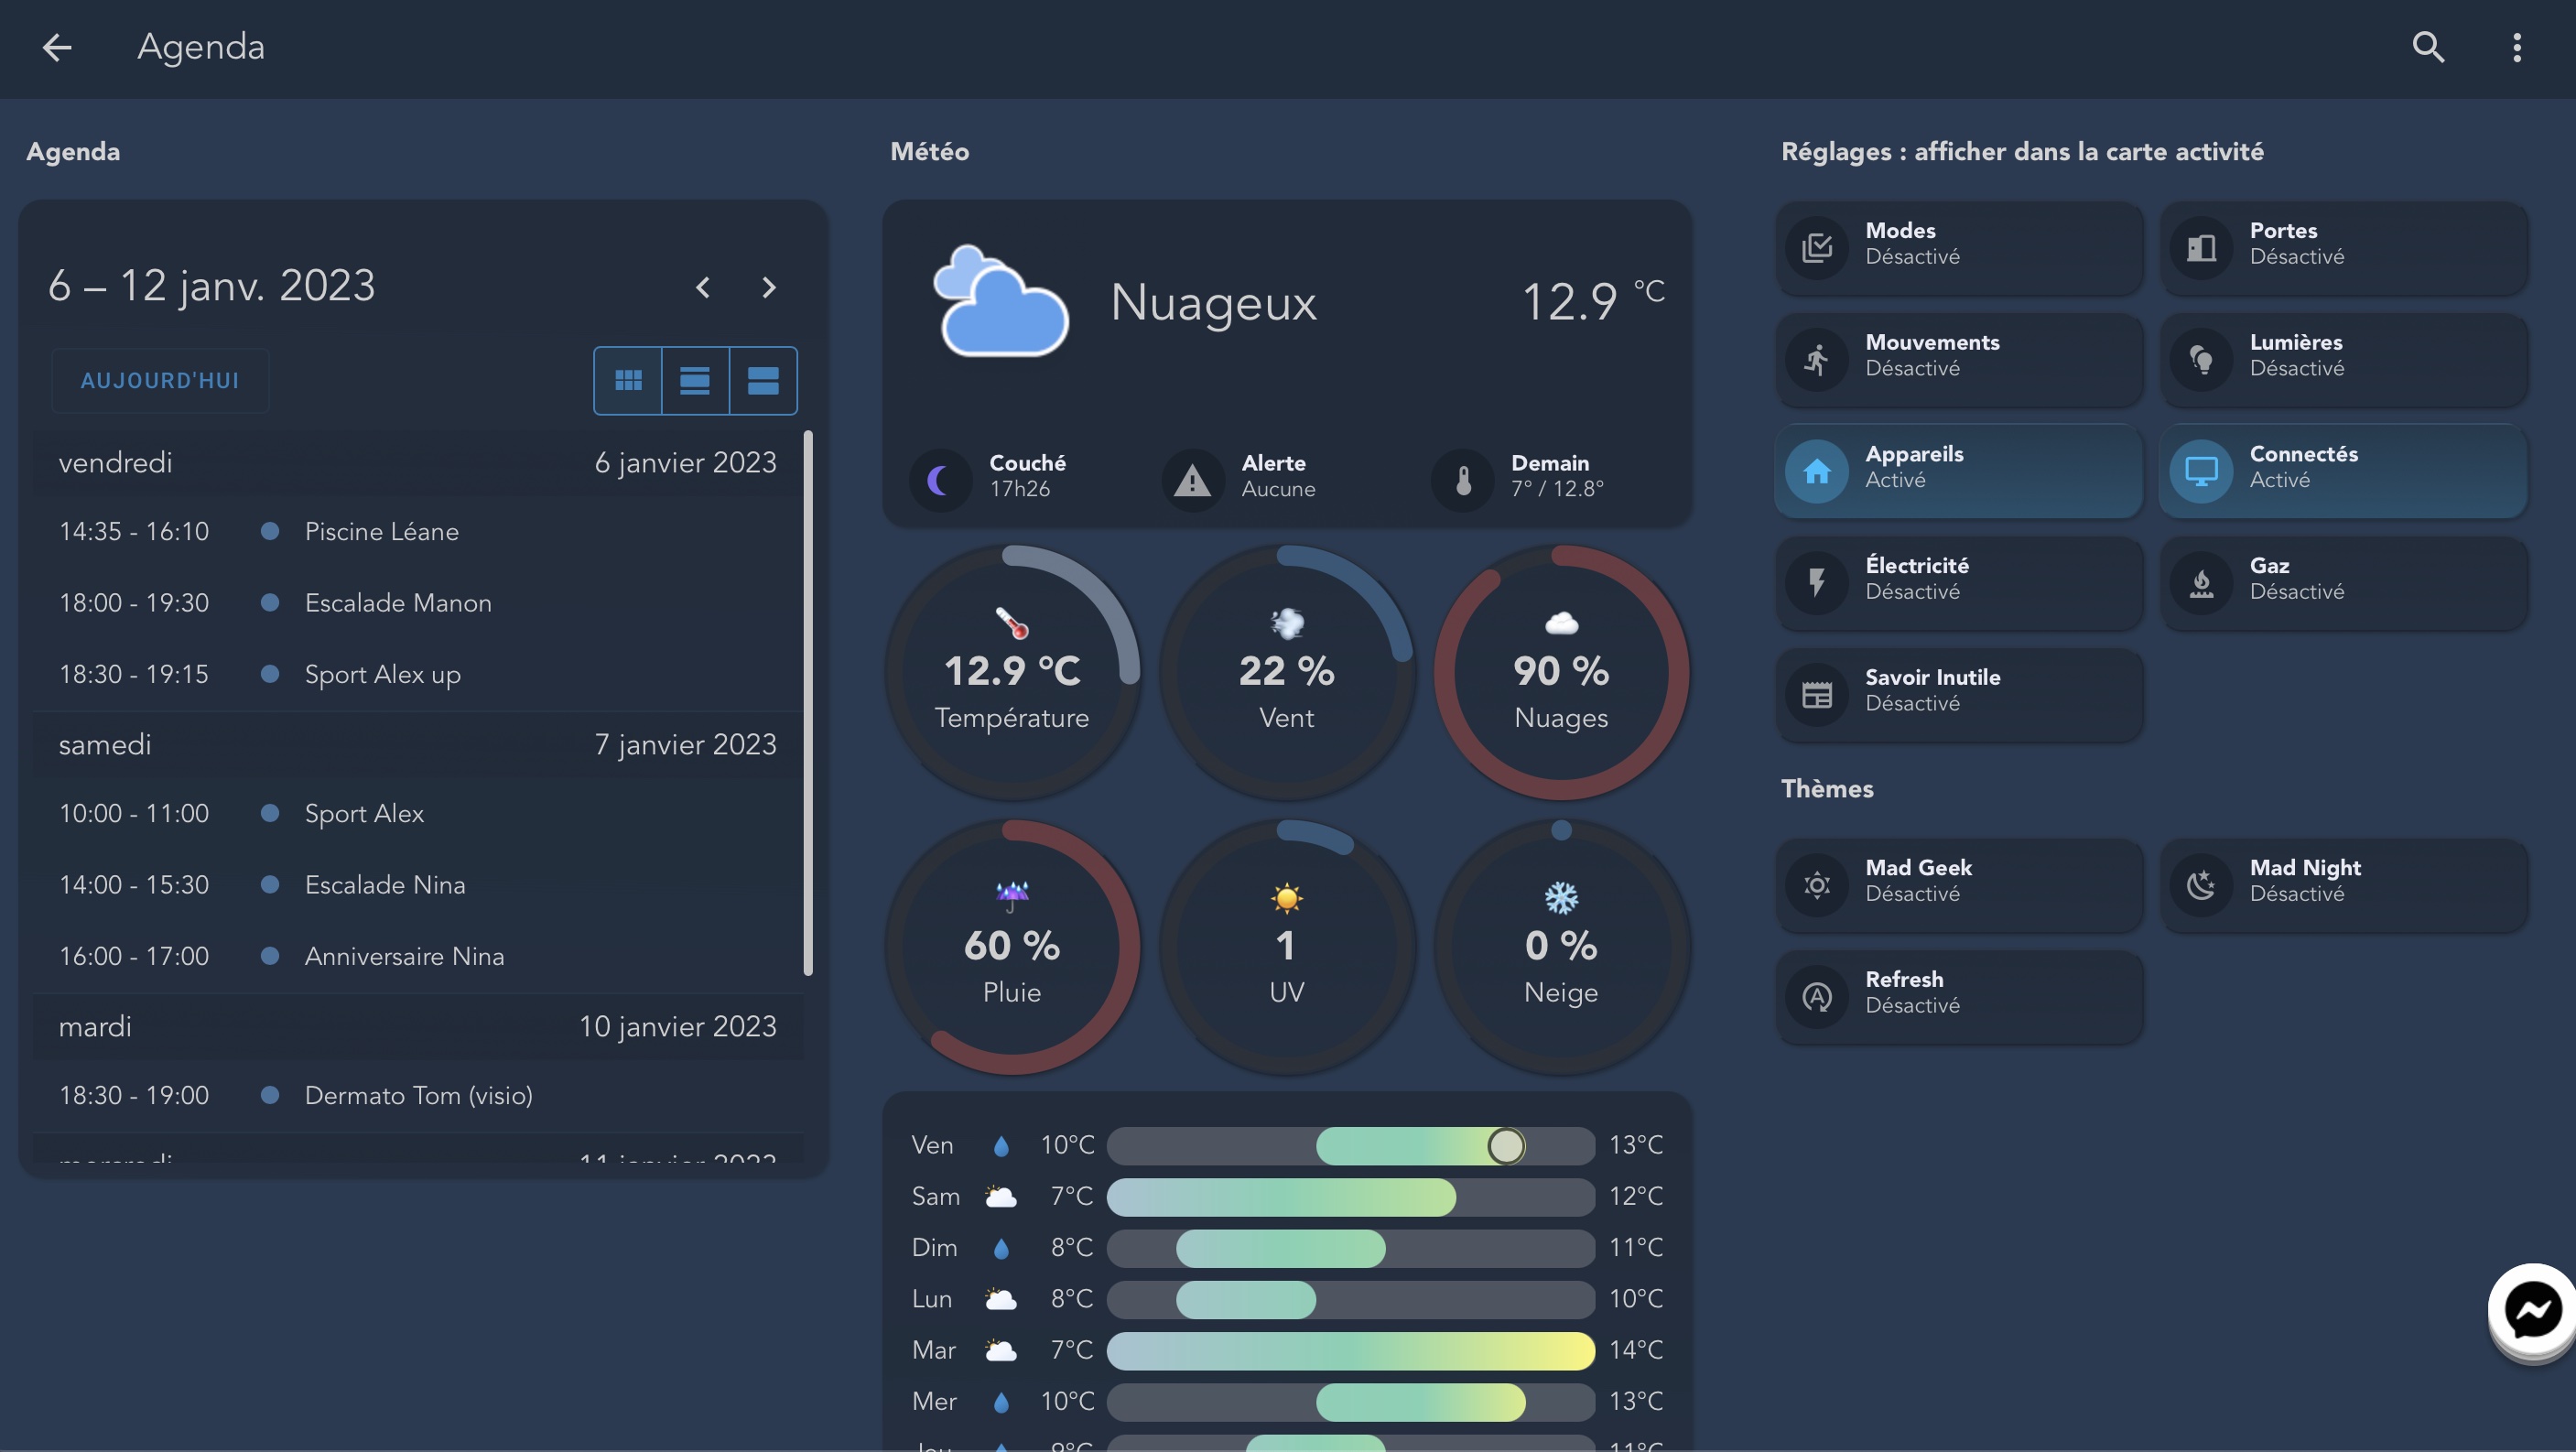 Agenda
Agenda
6 – 12 janv. 2023
AUJOURD'HUI
vendredi 6 janvier 2023
14:35 - 16:10 Piscine Léane
18:00 - 19:30 Escalade Manon
18:30 - 19:15 Sport Alex up
samedi 7 janvier 2023
10:00 - 11:00 Sport Alex
14:00 - 15:30 Escalade Nina
16:00 - 17:00 Anniversaire Nina
mardi 10 janvier 2023
18:30 - 19:00 Dermato Tom (visio)
mercredi 11 janvier 2023
Météo
Nuageux 12.9 °C
Couché
17h26
Alerte
Aucune
Demain
7° / 12.8°
12.9 °C
Température
22 %
Vent
90 %
Nuages
60 %
Pluie
1
UV
0 %
Neige
Ven 10°C 13°C
Sam 7°C 12°C
Dim 8°C 11°C
Lun 8°C 10°C
Mar 7°C 14°C
Mer 10°C 13°C
Jeu 9°C 11°C
Réglages : afficher dans la carte activité
Modes
Désactivé
Portes
Désactivé
Mouvements
Désactivé
Lumières
Désactivé
Appareils
Activé
Connectés
Activé
Électricité
Désactivé
Gaz
Désactivé
Savoir Inutile
Désactivé
Thèmes
Mad Geek
Désactivé
Mad Night
Désactivé
Refresh
Désactivé